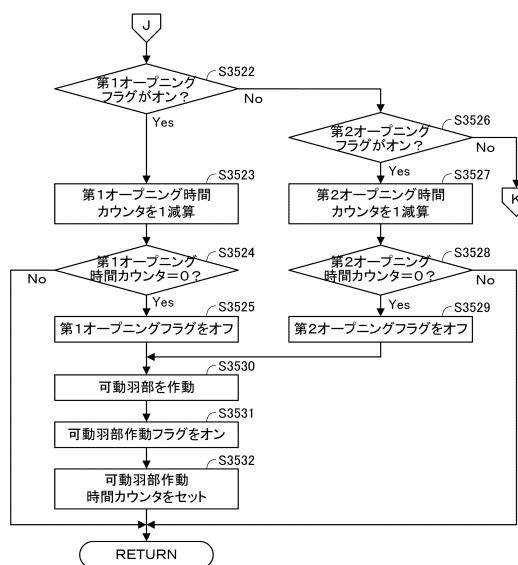 J
S3522
第1オープニング
フラグがオン？
No
Yes
S3526
第2オープニング
フラグがオン？
No
Yes
K
S3523
第1オープニング時間
カウンタを1減算
S3527
第2オープニング時間
カウンタを1減算
S3524
第1オープニング
時間カウンタ=0？
No
Yes
S3528
第2オープニング
時間カウンタ=0？
No
Yes
S3525
第1オープニングフラグをオフ
S3529
第2オープニングフラグをオフ
S3530
可動羽部を作動
S3531
可動羽部作動フラグをオン
S3532
可動羽部作動
時間カウンタをセット
RETURN